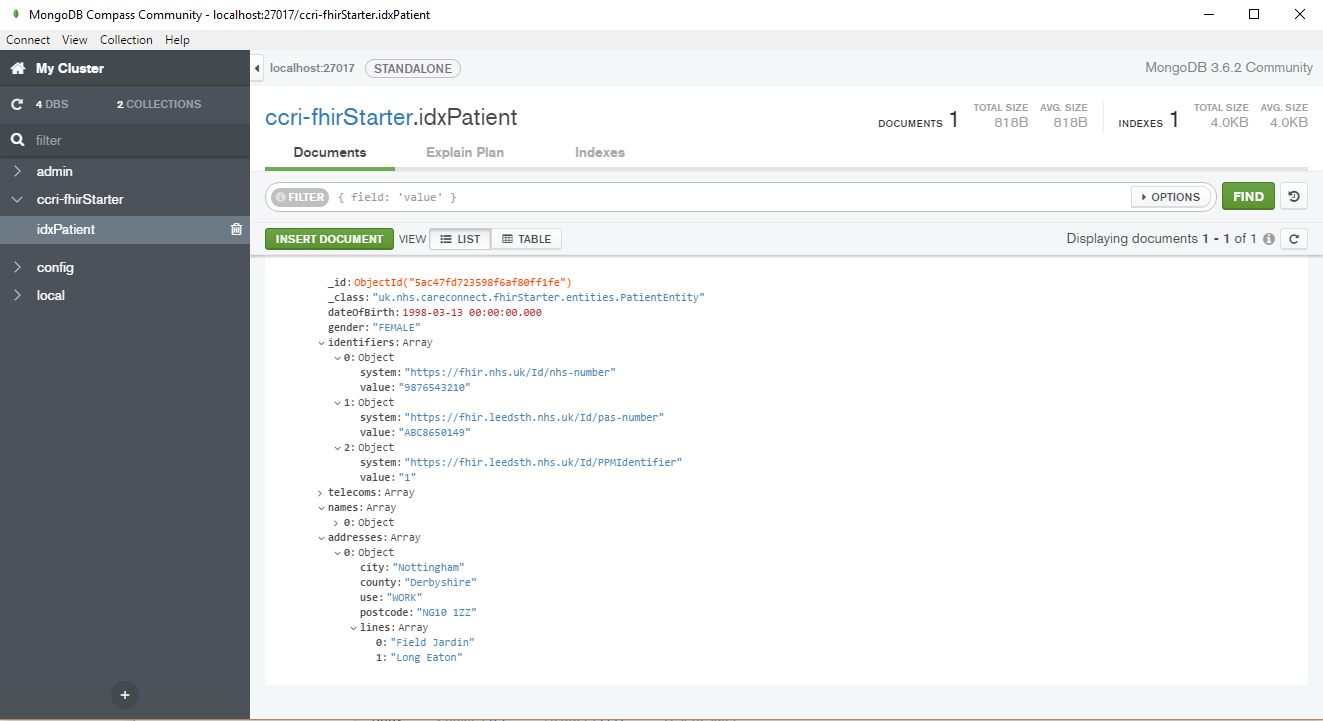 MongoDB Compass Community - localhost:27017/ccri-fhirStarter.idxPatient
Connect View Collection Help
My Cluster
4 DBS 2 COLLECTIONS
filter
admin
ccri-fhirStarter
idxPatient
config
local
localhost:27017 STANDALONE MongoDB 3.6.2 Community
ccri-fhirStarter.idxPatient
DOCUMENTS 1 TOTAL SIZE 818B AVG. SIZE 818B INDEXES 1 TOTAL SIZE 4.0KB AVG. SIZE 4.0KB
Documents Explain Plan Indexes
FILTER { field: 'value' } OPTIONS FIND
INSERT DOCUMENT VIEW LIST TABLE Displaying documents 1 - 1 of 1
_id:ObjectId("5ac47fd723598f6af80ff1fe")
_class:"uk.nhs.careconnect.fhirStarter.entities.PatientEntity"
dateOfBirth:1998-03-13 00:00:00.000
gender:"FEMALE"
identifiers:Array
0:Object
system:"https://fhir.nhs.uk/Id/nhs-number"
value:"9876543210"
1:Object
system:"https://fhir.leedsth.nhs.uk/Id/pas-number"
value:"ABC8650149"
2:Object
system:"https://fhir.leedsth.nhs.uk/Id/PPMIdentifier"
value:"1"
telecoms:Array
names:Array
0:Object
addresses:Array
0:Object
city:"Nottingham"
county:"Derbyshire"
use:"WORK"
postcode:"NG10 1ZZ"
lines:Array
0:"Field Jardin"
1:"Long Eaton"